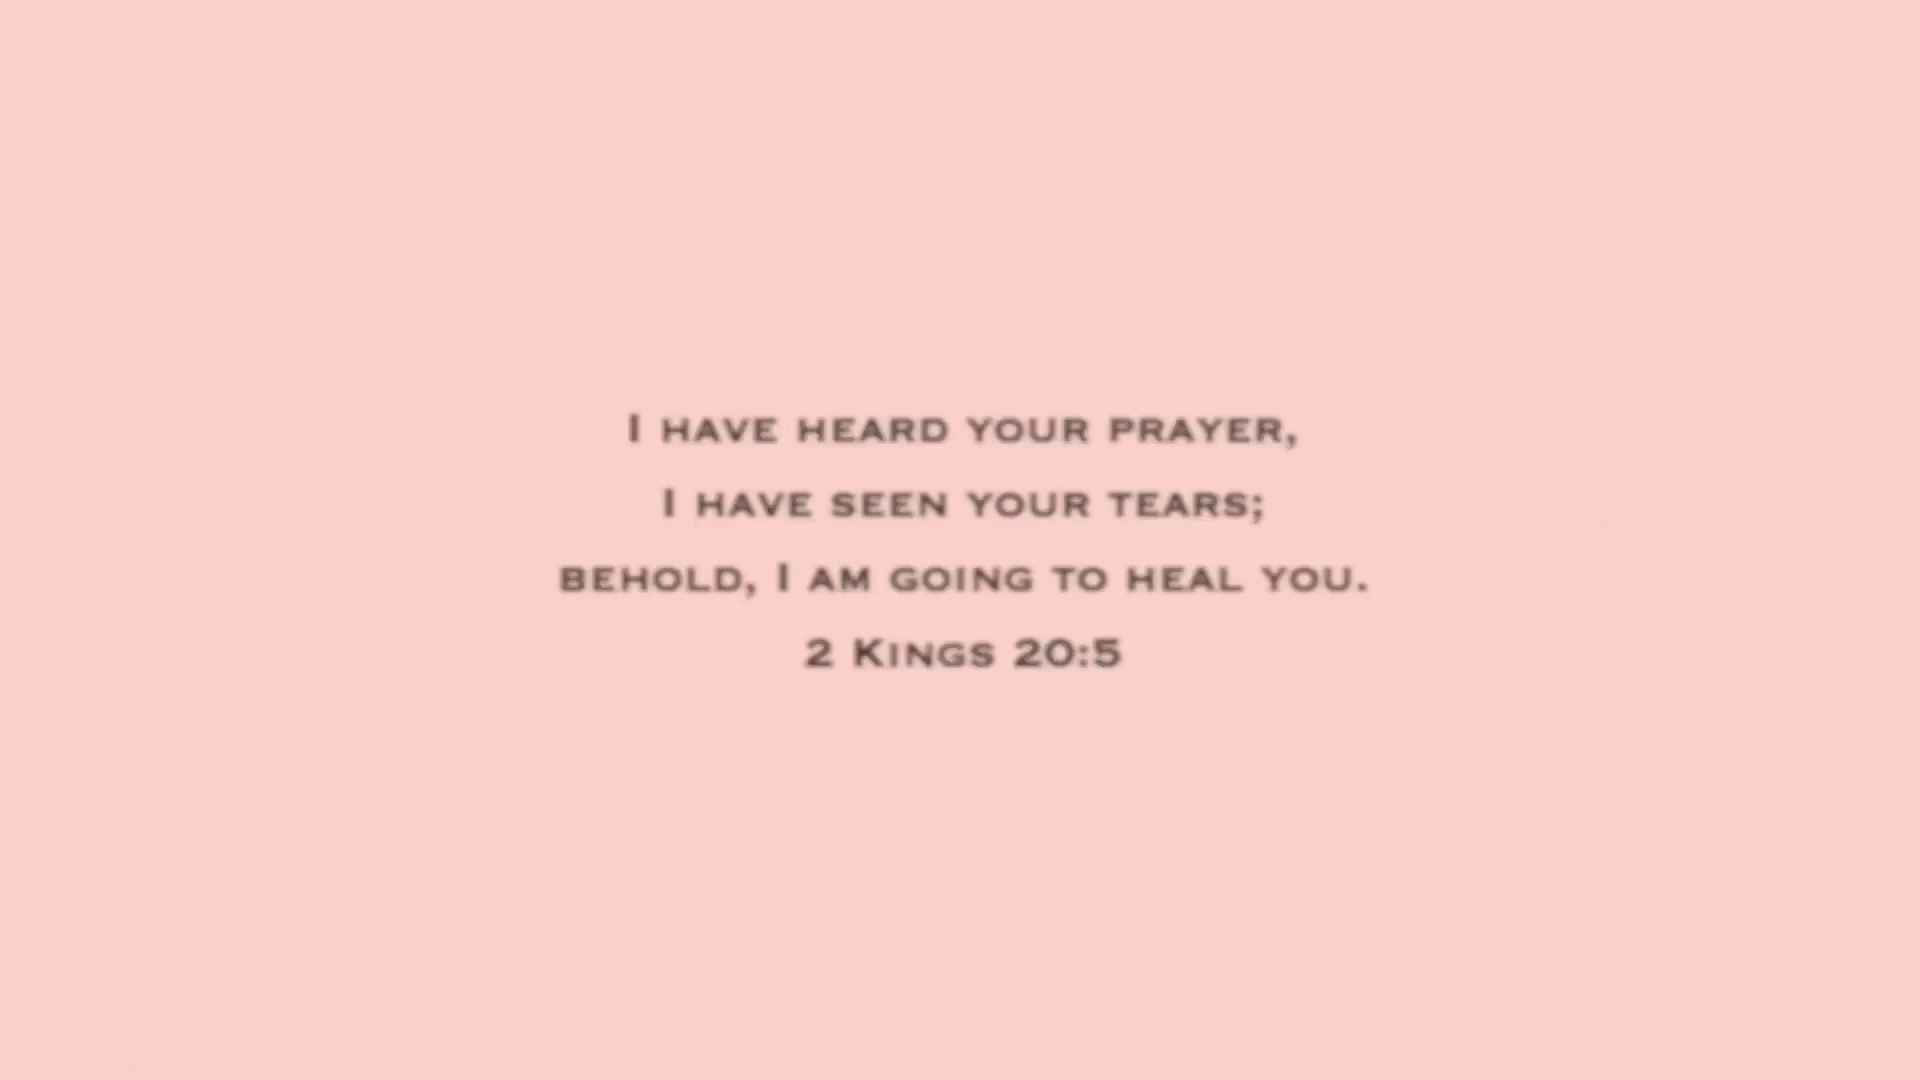 I have heard your prayer,
I have seen your tears;
behold, I am going to heal you.
2 Kings 20:5